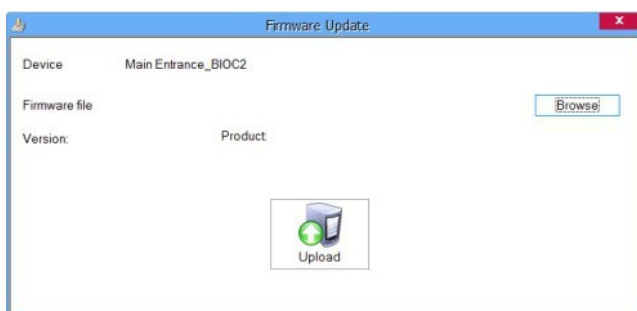 Firmware Update
x
Device Main Entrance_BIOC2
Firmware file Browse
Version: Product:
Upload